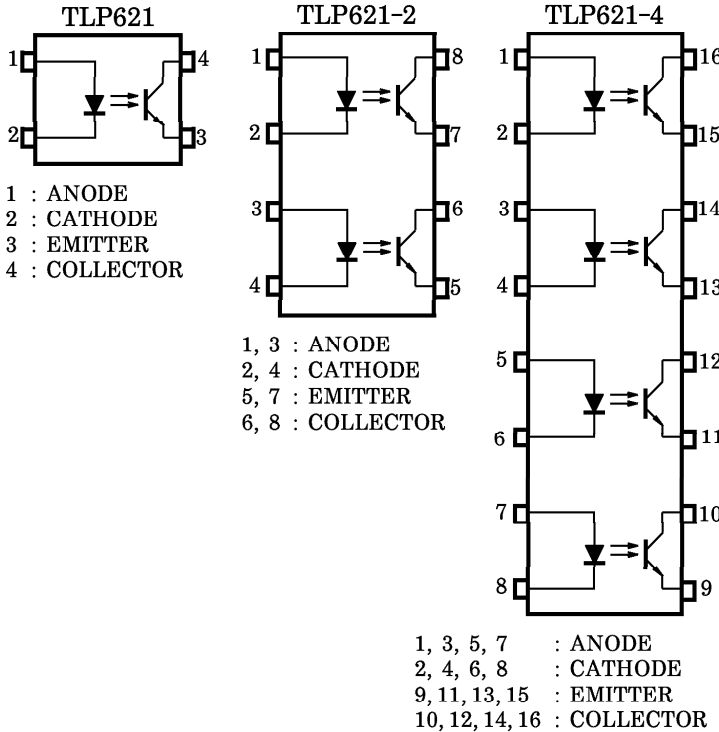 TLP621
1
4
2
3
1 : ANODE
2 : CATHODE
3 : EMITTER
4 : COLLECTOR
TLP621-2
1
8
2
7
3
6
4
5
1, 3 : ANODE
2, 4 : CATHODE
5, 7 : EMITTER
6, 8 : COLLECTOR
TLP621-4
1
16
2
15
3
14
4
13
5
12
6
11
7
10
8
9
1, 3, 5, 7 : ANODE
2, 4, 6, 8 : CATHODE
9, 11, 13, 15 : EMITTER
10, 12, 14, 16 : COLLECTOR